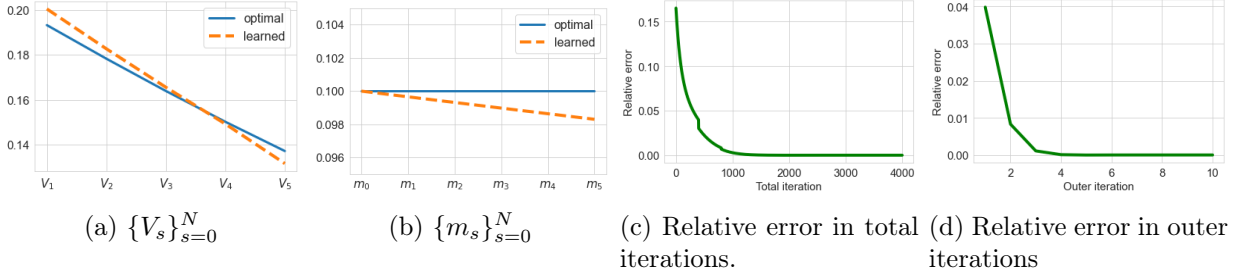 0.20
0.18
0.16
0.14
optimal
learned
V₁ V₂ V₃ V₄ V₅
(a) {V_s}_{s=0}^N
0.104
0.102
0.100
0.098
0.096
optimal
learned
m₀ m₁ m₂ m₃ m₄ m₅
(b) {m_s}_{s=0}^N
Relative error
0.15
0.10
0.05
0.00
0 1000 2000 3000 4000
Total iteration
(c) Relative error in total
iterations.
Relative error
0.04
0.03
0.02
0.01
0.00
2 4 6 8 10
Outer iteration
(d) Relative error in outer
iterations